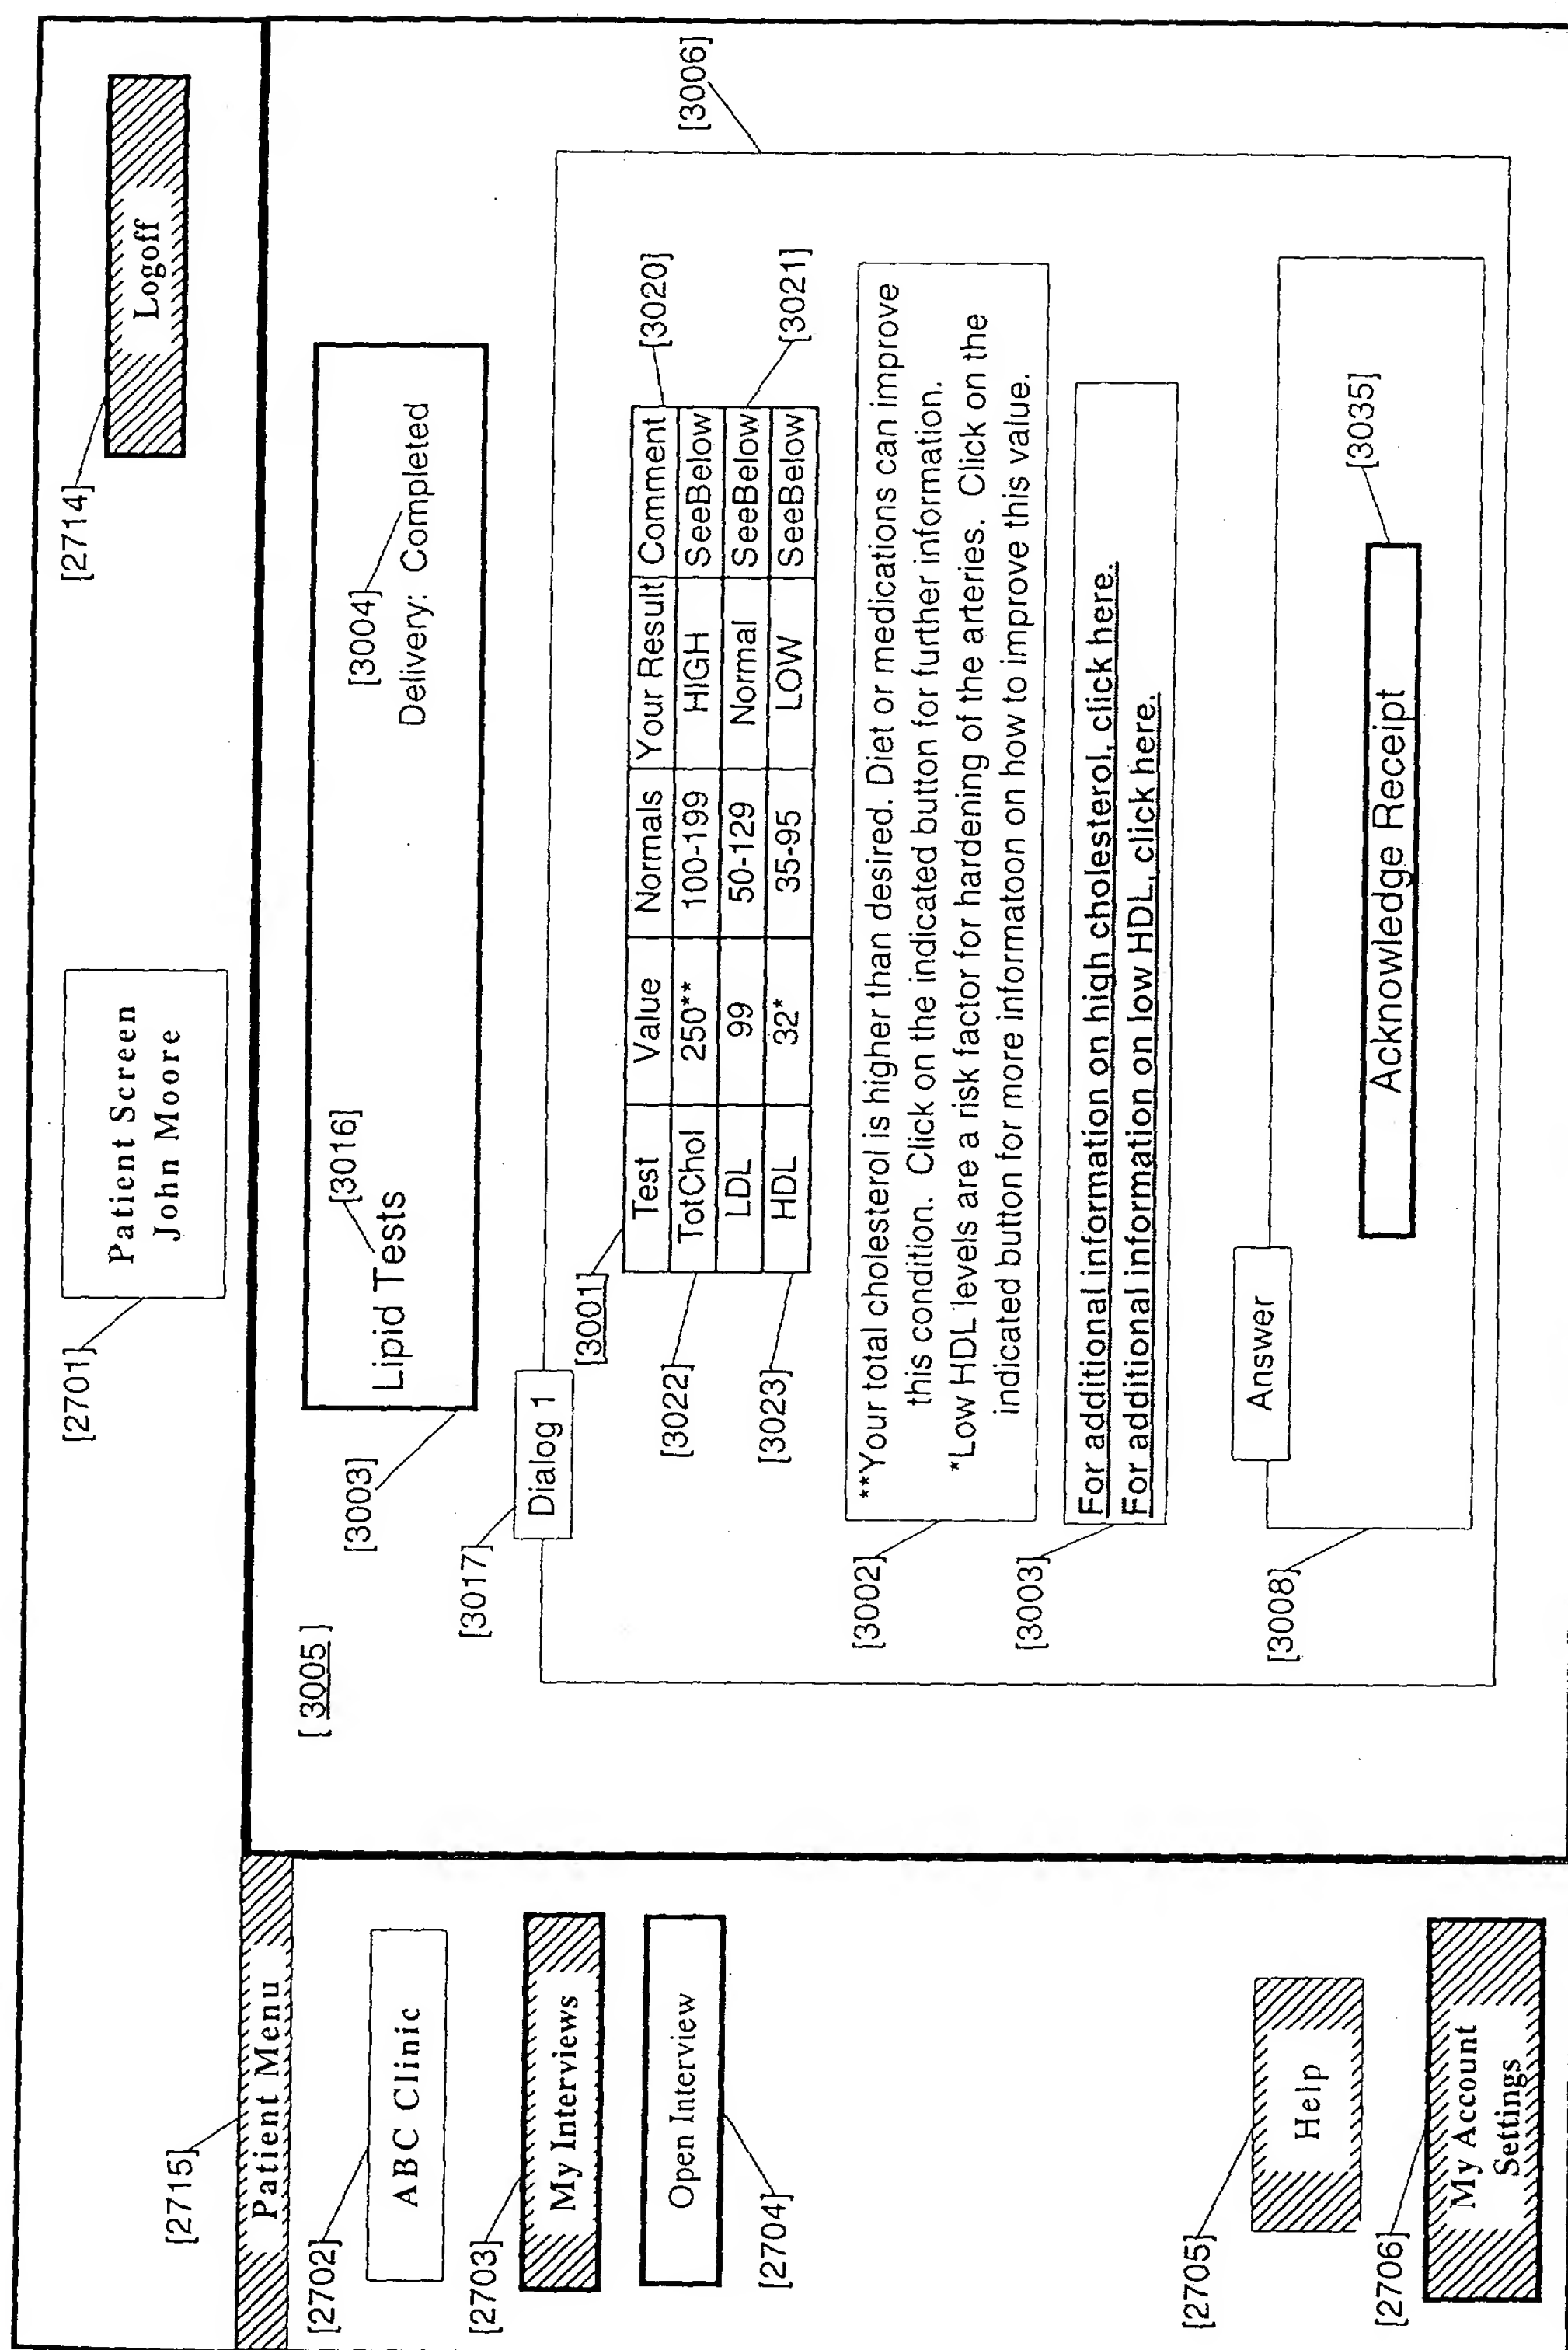 [2701]
Patient Screen
John Moore
[2714]
Logoff
[2715]
Patient Menu
[2702]
ABC Clinic
[2703]
My Interviews
Open Interview
[2704]
[2705]
Help
[2706]
My Account
Settings
[3005]
[3003]
[3016]
Lipid Tests
[3004]
Delivery: Completed
[3017]
Dialog 1
[3006]
[3001]
Test Value Normals Your Result Comment
TotChol 250** 100-199 HIGH SeeBelow
LDL 99 50-129 Normal SeeBelow
HDL 32* 35-95 LOW SeeBelow
[3020]
[3021]
[3022]
[3023]
**Your total cholesterol is higher than desired. Diet or medications can improve
this condition. Click on the indicated button for further information.
*Low HDL levels are a risk factor for hardening of the arteries. Click on the
indicated button for more informatoon on how to improve this value.
[3002]
For additional information on high cholesterol, click here.
For additional information on low HDL, click here.
[3003]
Answer
[3008]
Acknowledge Receipt
[3035]